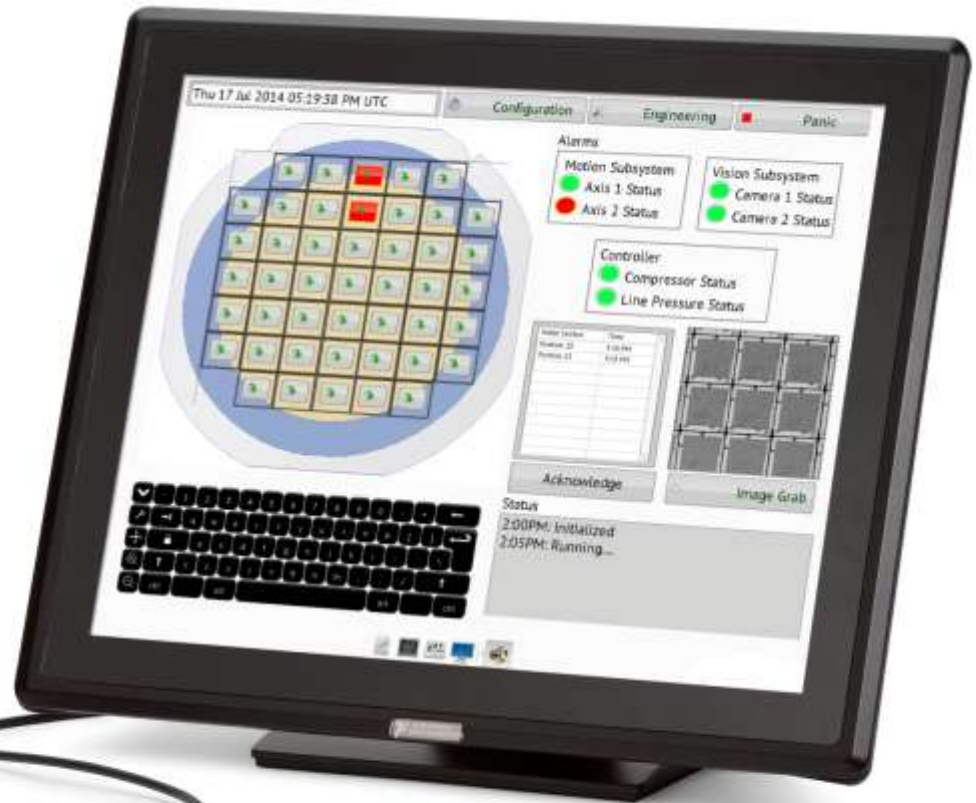 Thu 17 Jul 2014 05:19:38 PM UTC
Configuration
Engineering
Panic
Alarms
Motion Subsystem
Axis 1 Status
Axis 2 Status
Vision Subsystem
Camera 1 Status
Camera 2 Status
Controller
Compressor Status
Line Pressure Status
Time
Acknowledge
Image Grab
Status
2:00PM: Initialized
2:05PM: Running...